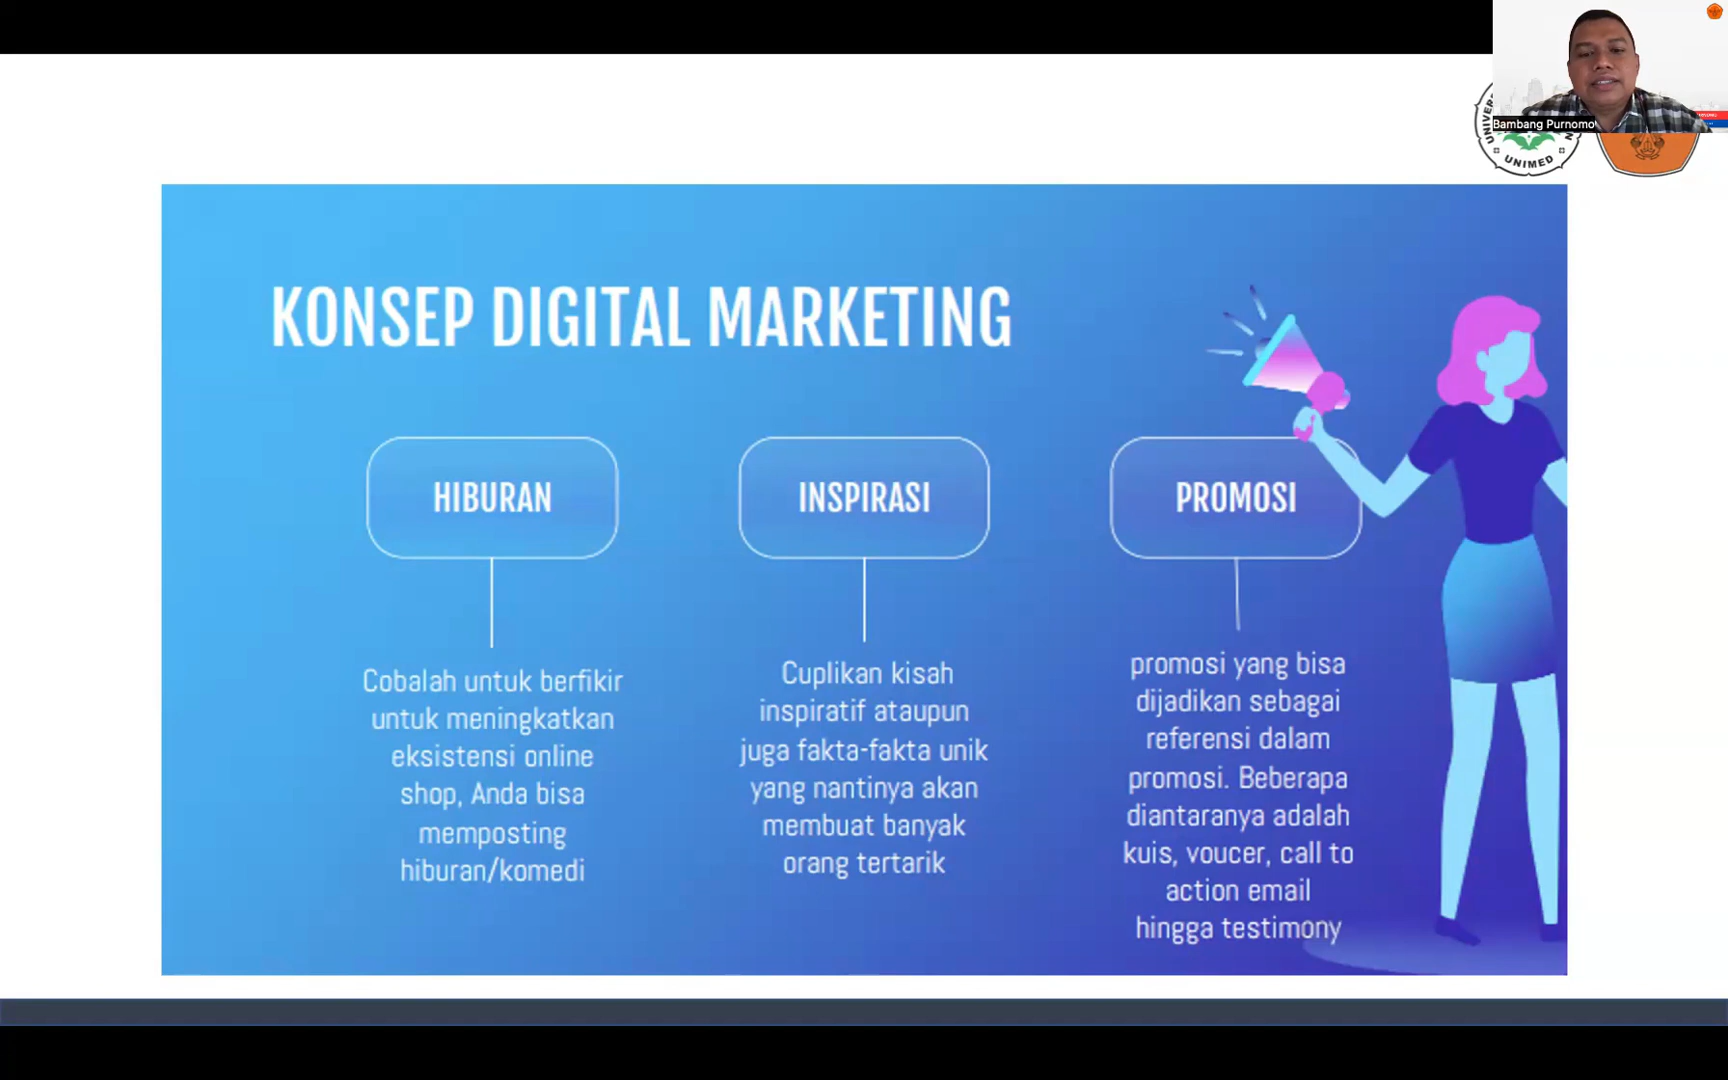 Bambang Purnomo
UNIVER
UNIMED
KONSEP DIGITAL MARKETING
HIBURAN
Cobalah untuk berfikir
untuk meningkatkan
eksistensi online
shop, Anda bisa
memposting
hiburan/komedi
INSPIRASI
Cuplikan kisah
inspiratif ataupun
juga fakta-fakta unik
yang nantinya akan
membuat banyak
orang tertarik
PROMOSI
promosi yang bisa
dijadikan sebagai
referensi dalam
promosi. Beberapa
diantaranya adalah
kuis, voucer, call to
action email
hingga testimony